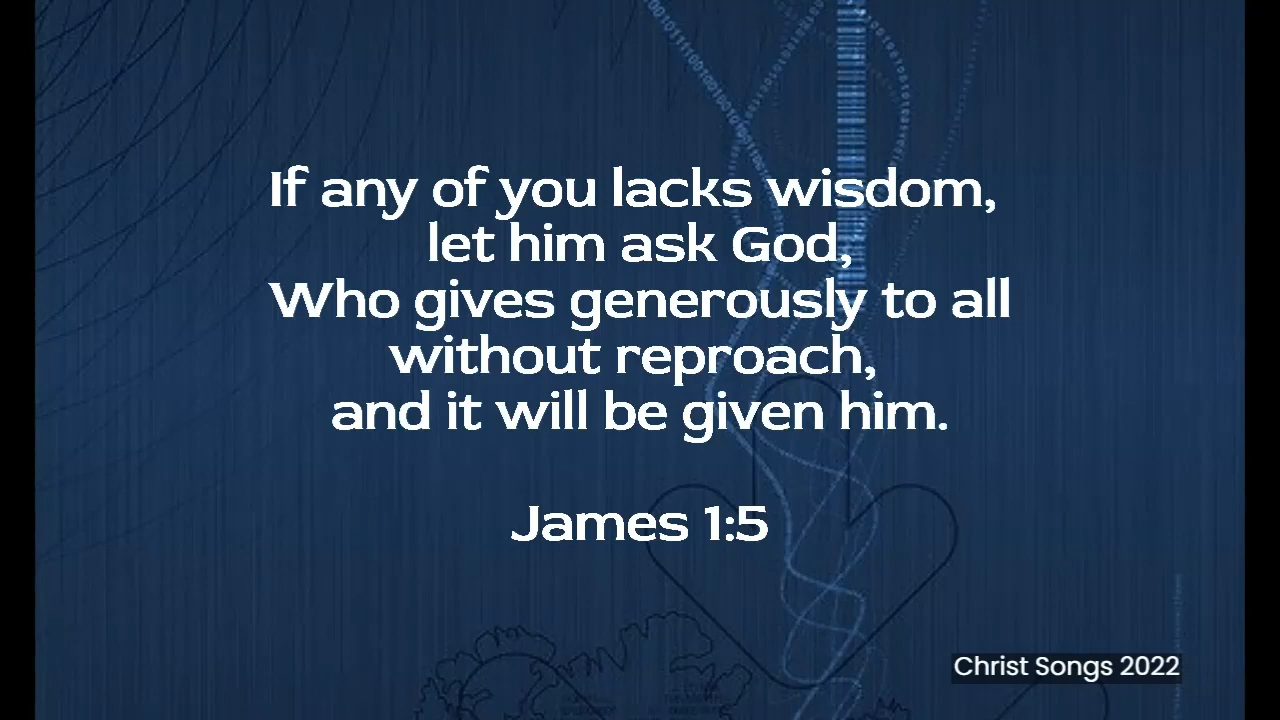 If any of you lacks wisdom,
let him ask God,
Who gives generously to all
without reproach,
and it will be given him.
James 1:5
Christ Songs 2022